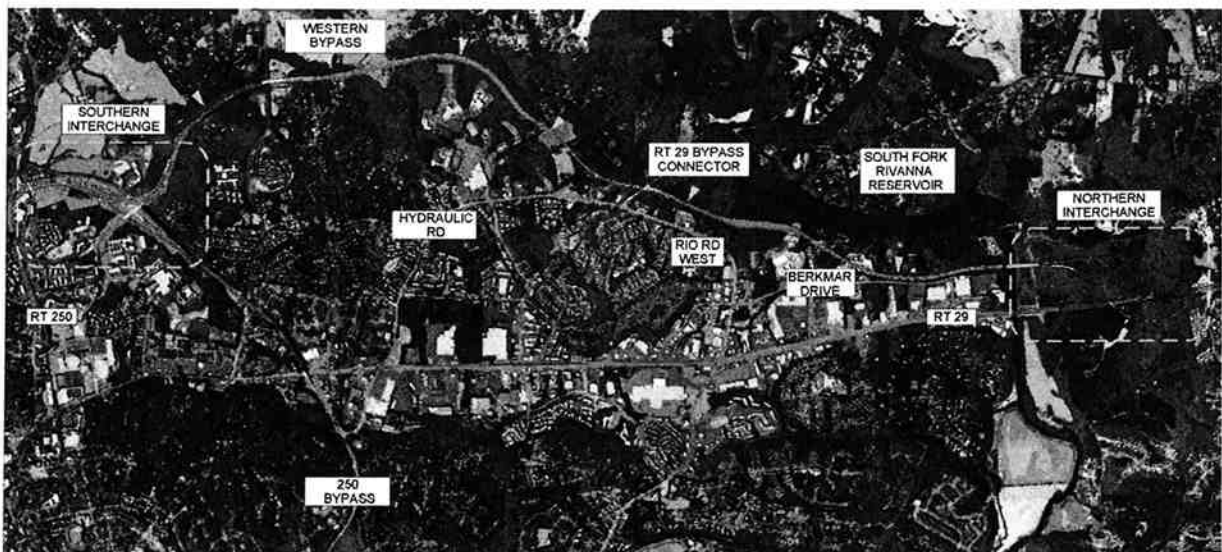 WESTERN
BYPASS
SOUTHERN
INTERCHANGE
RT 29 BYPASS
CONNECTOR
SOUTH FORK
RIVANNA
RESERVOIR
NORTHERN
INTERCHANGE
HYDRAULIC
RD
RIO RD
WEST
BERKMAR
DRIVE
RT 250
RT 29
250
BYPASS